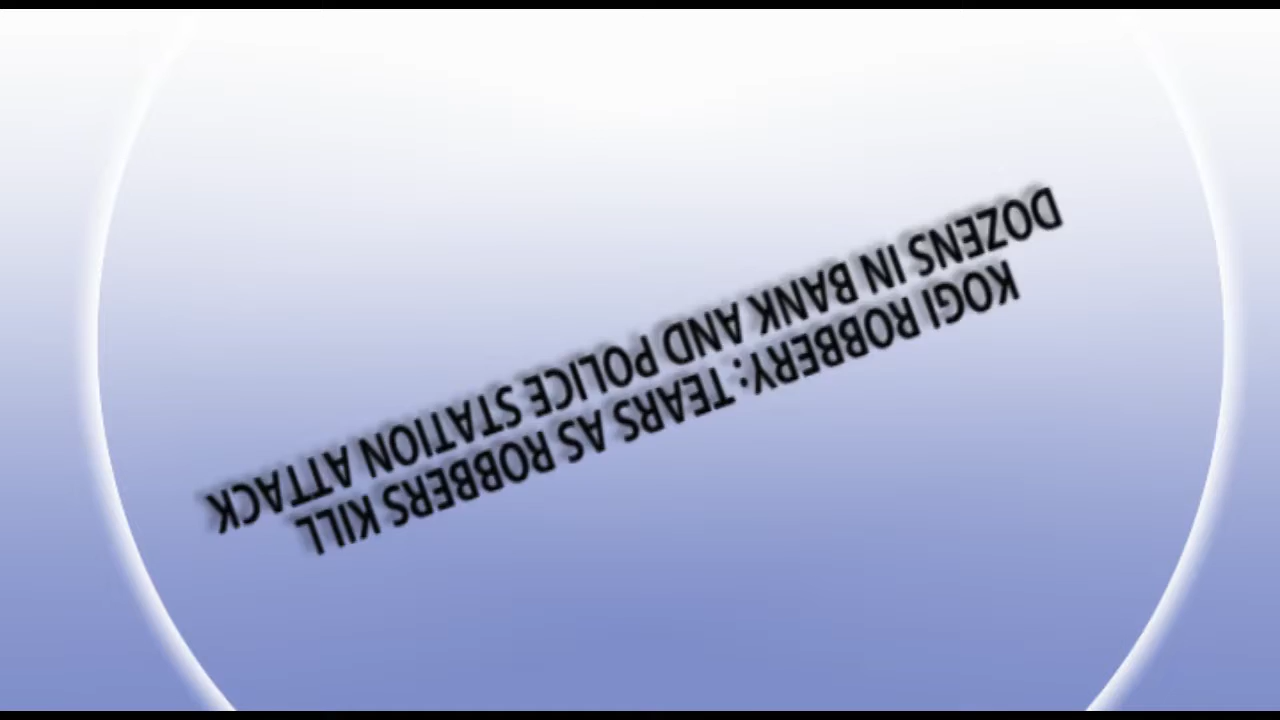 KOGI ROBBERY: TEARS AS ROBBERS KILL
DOZENS IN BANK AND POLICE STATION ATTACK